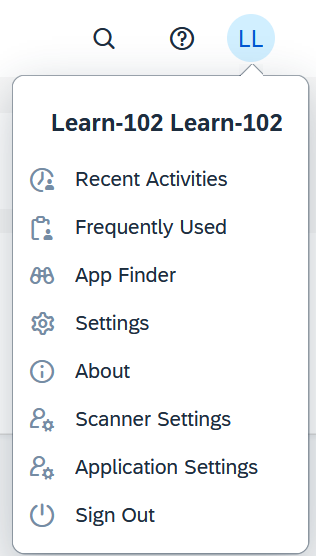 LL
Learn-102 Learn-102
Recent Activities
Frequently Used
App Finder
Settings
About
Scanner Settings
Application Settings
Sign Out